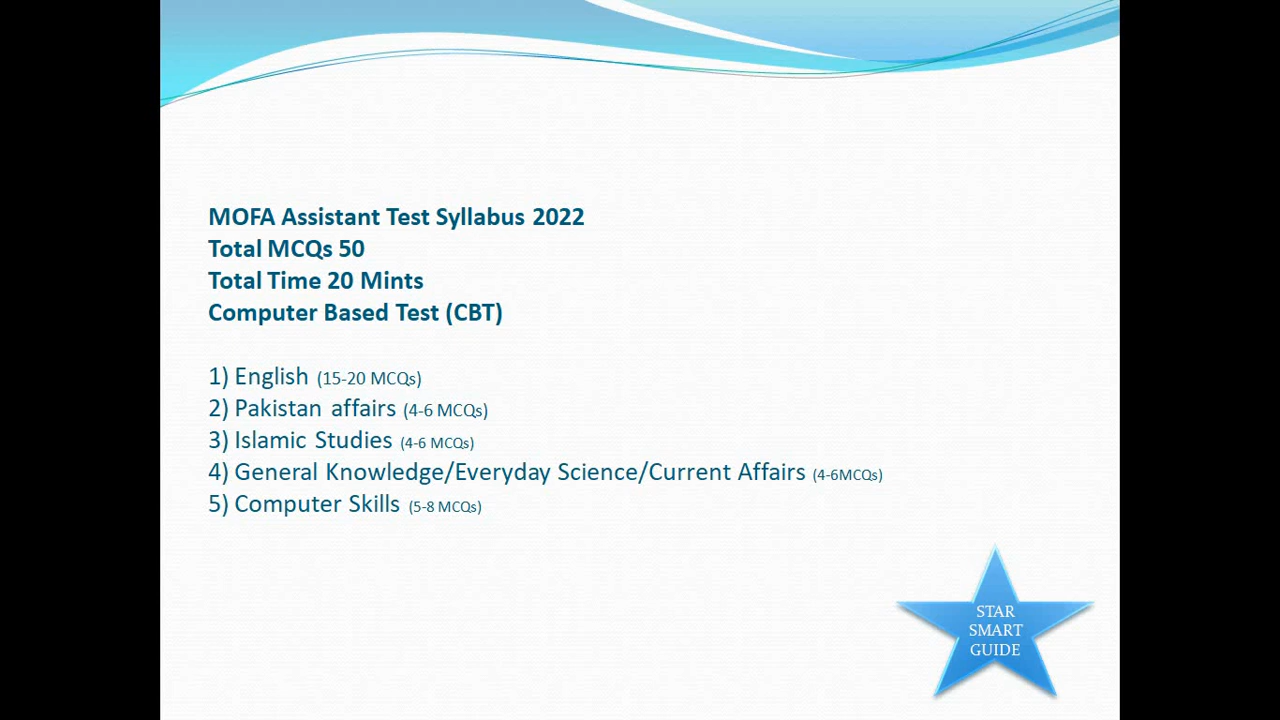 MOFA Assistant Test Syllabus 2022
Total MCQs 50
Total Time 20 Mints
Computer Based Test (CBT)
1) English (15-20 MCQs)
2) Pakistan affairs (4-6 MCQs)
3) Islamic Studies (4-6 MCQs)
4) General Knowledge/Everyday Science/Current Affairs (4-6MCQs)
5) Computer Skills (5-8 MCQs)
STAR
SMART
GUIDE